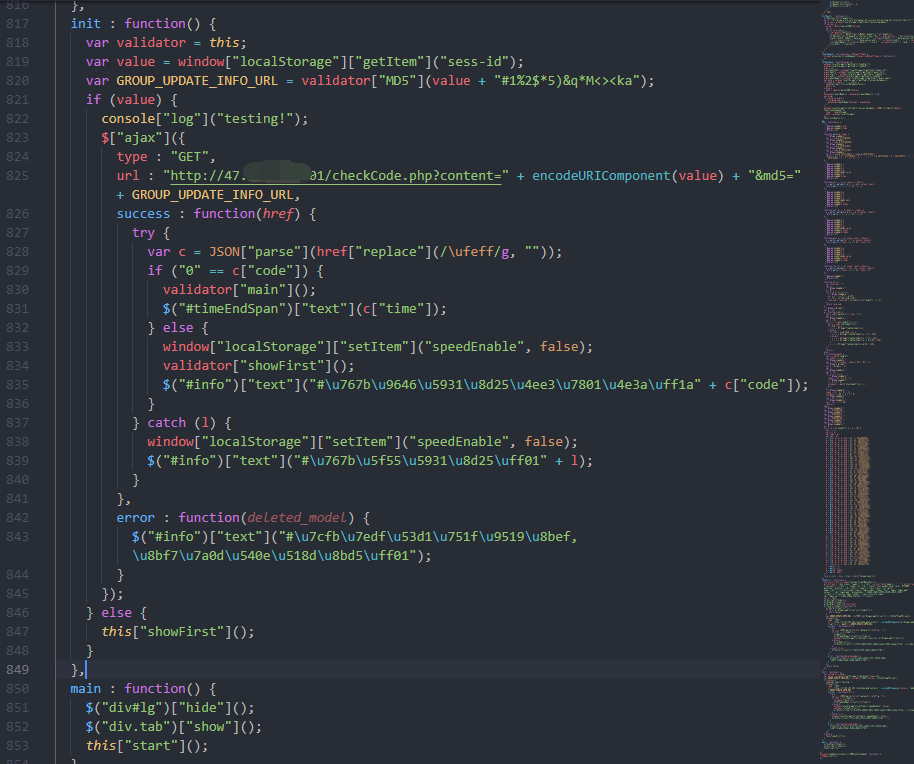 816 },
817 init : function() {
818 var validator = this;
819 var value = window["localStorage"]["getItem"]("sess-id");
820 var GROUP_UPDATE_INFO_URL = validator["MD5"](value + "#1%2$*5)&q*M<><ka");
821 if (value) {
822 console["log"]("testing!");
823 $["ajax"]({
824 type : "GET",
825 url : "http://47. 01/checkCode.php?content=" + encodeURIComponent(value) + "&md5="
+ GROUP_UPDATE_INFO_URL,
826 success : function(href) {
827 try {
828 var c = JSON["parse"](href["replace"](/\ufeff/g, ""));
829 if ("0" == c["code"]) {
830 validator["main"]();
831 $("#timeEndSpan")["text"](c["time"]);
832 } else {
833 window["localStorage"]["setItem"]("speedEnable", false);
834 validator["showFirst"]();
835 $("#info")["text"]("#\u767b\u9646\u5931\u8d25\u4ee3\u7801\u4e3a\uff1a" + c["code"]);
836 }
837 } catch (l) {
838 window["localStorage"]["setItem"]("speedEnable", false);
839 $("#info")["text"]("#\u767b\u5f55\u5931\u8d25\uff01" + l);
840 }
841 },
842 error : function(deleted_model) {
843 $("#info")["text"]("#\u7cfb\u7edf\u53d1\u751f\u9519\u8bef,
\u8bf7\u7a0d\u540e\u518d\u8bd5\uff01");
844 }
845 });
846 } else {
847 this["showFirst"]();
848 }
849 },
850 main : function() {
851 $("div#lg")["hide"]();
852 $("div.tab")["show"]();
853 this["start"]();